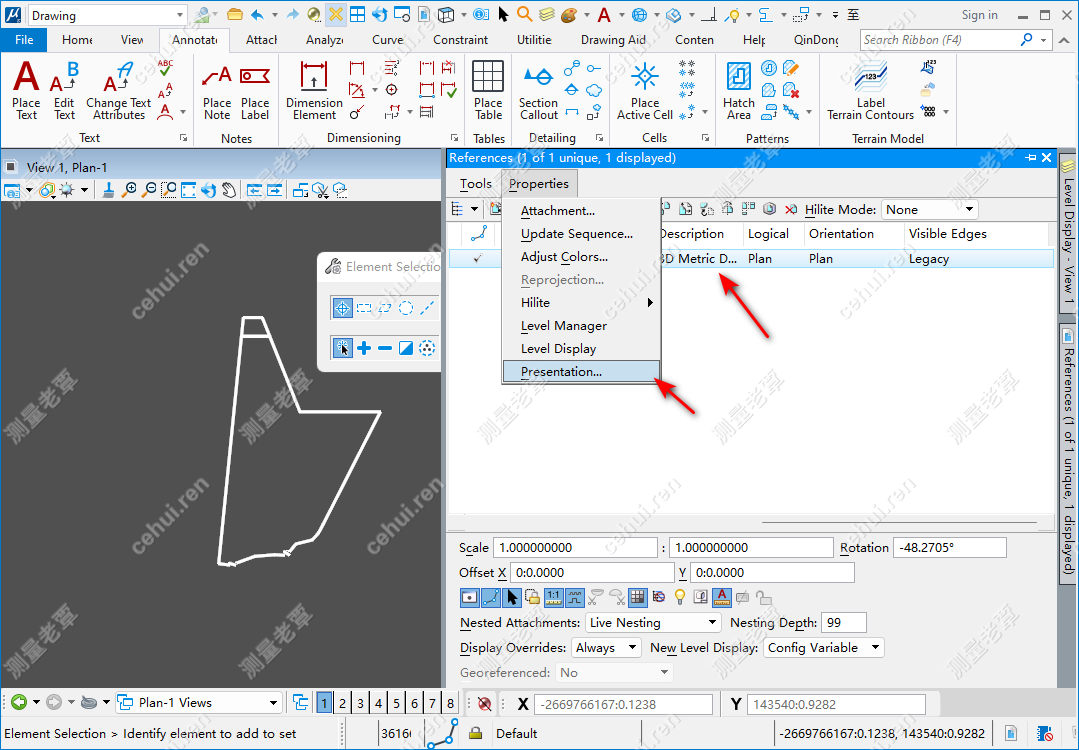 Drawing
Sign in
File
Home
View
Annotate
Attach
Analyze
Curve
Constraint
Utilitie
Drawing Aid
Conten
Help
QinDong
Search Ribbon (F4)
Place Text
Edit Text
Change Text Attributes
ABC
Place Note
Place Label
Dimension Element
Place Table
Section Callout
Place Active Cell
Hatch Area
Label Terrain Contours
Text
Notes
Dimensioning
Tables
Detailing
Cells
Patterns
Terrain Model
View 1, Plan-1
References (1 of 1 unique, 1 displayed)
Tools
Properties
Hilite Mode:
None
Description
Logical
Orientation
Visible Edges
3D Metric D...
Plan
Plan
Legacy
Attachment...
Update Sequence...
Adjust Colors...
Reprojection...
Hilite
Level Manager
Level Display
Presentation...
Element Selectio
Level Display - View 1
References (1 of 1 unique, 1 displayed)
Scale
1.000000000
:
1.000000000
Rotation
-48.2705°
Offset X
0:0.0000
Y
0:0.0000
1:1
Nested Attachments:
Live Nesting
Nesting Depth:
99
Display Overrides:
Always
New Level Display:
Config Variable
Georeferenced:
No
Plan-1 Views
1 2 3 4 5 6 7 8
X
-2669766167:0.1238
Y
143540:0.9282
Element Selection > Identify element to add to set
36160
Default
-2669766167:0.1238, 143540:0.9282
测量老覃
cehui.ren